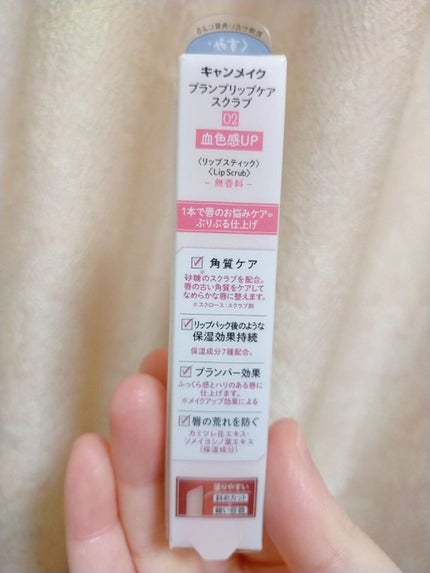 キャンメイク
プランプリップケア
スクラブ
02
血色感UP
〈リップスティック〉
〈Lip Scrub〉
－無香料－
1本で唇のお悩みケア
ぷりぷる仕上げ
角質ケア
砂糖のスクラブを配合。
唇の古い角質をケアして
なめらかな唇に整えます。
※スクロース：スクラブ剤
リップパック後のような
保湿効果持続
保湿成分7種配合。
プランパー効果
ふっくら感とハリのある唇に
仕上げます。
※メイクアップ効果による
唇の荒れを防ぐ
カミツレ花エキス・
ソメイヨシノ葉エキス
(保湿成分)
塗りやすい
斜めカット
細い容器